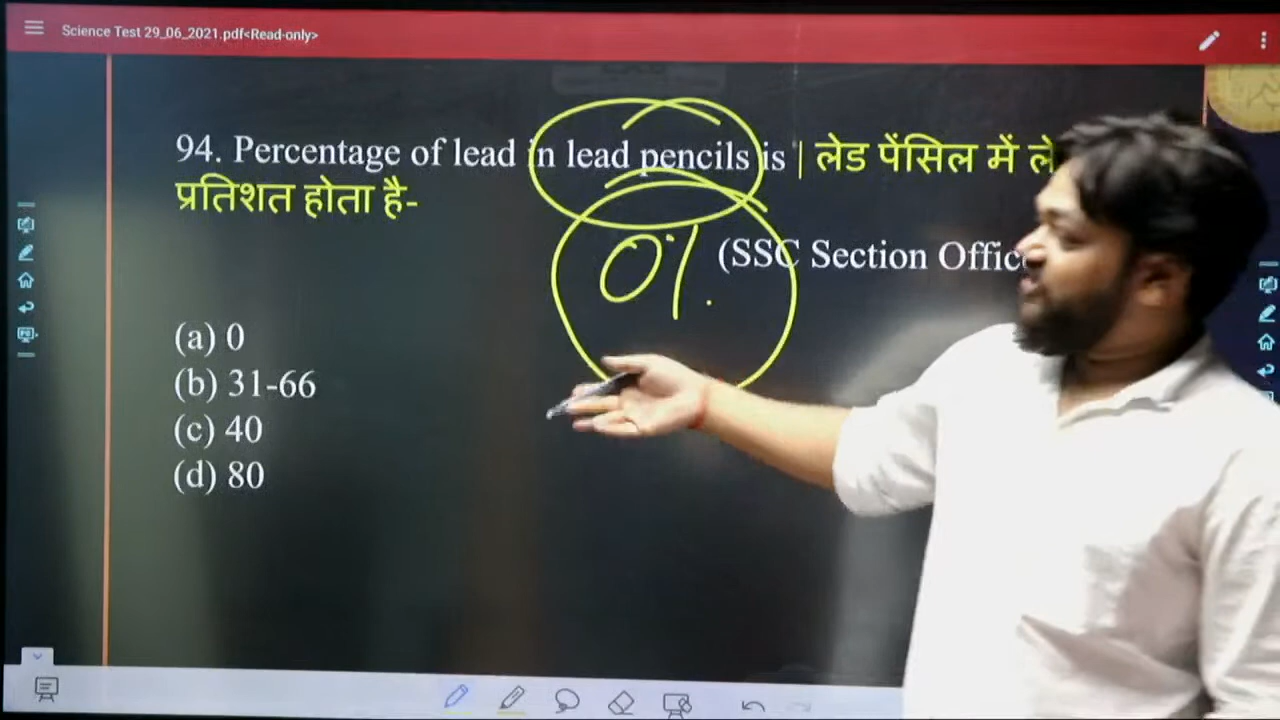 Science Test 29_06_2021.pdf<Read-only>
94. Percentage of lead in lead pencils is | लेड पेंसिल में
प्रतिशत होता है-
0%
(SSC Section
(a) 0
(b) 31-66
(c) 40
(d) 80